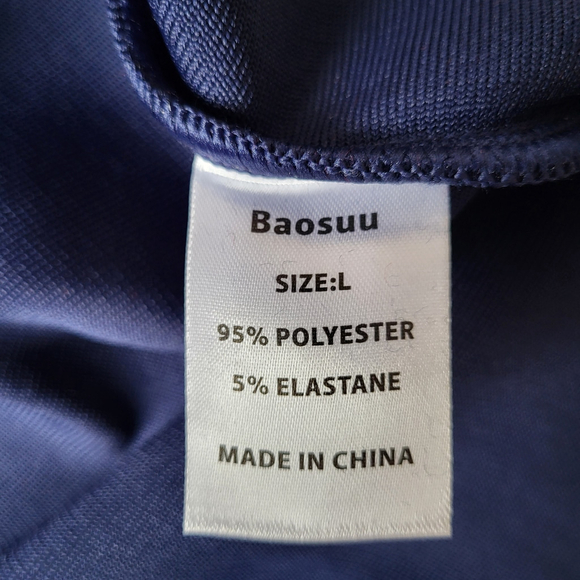 Baosuu
SIZE:L
95% POLYESTER
5% ELASTANE
MADE IN CHINA